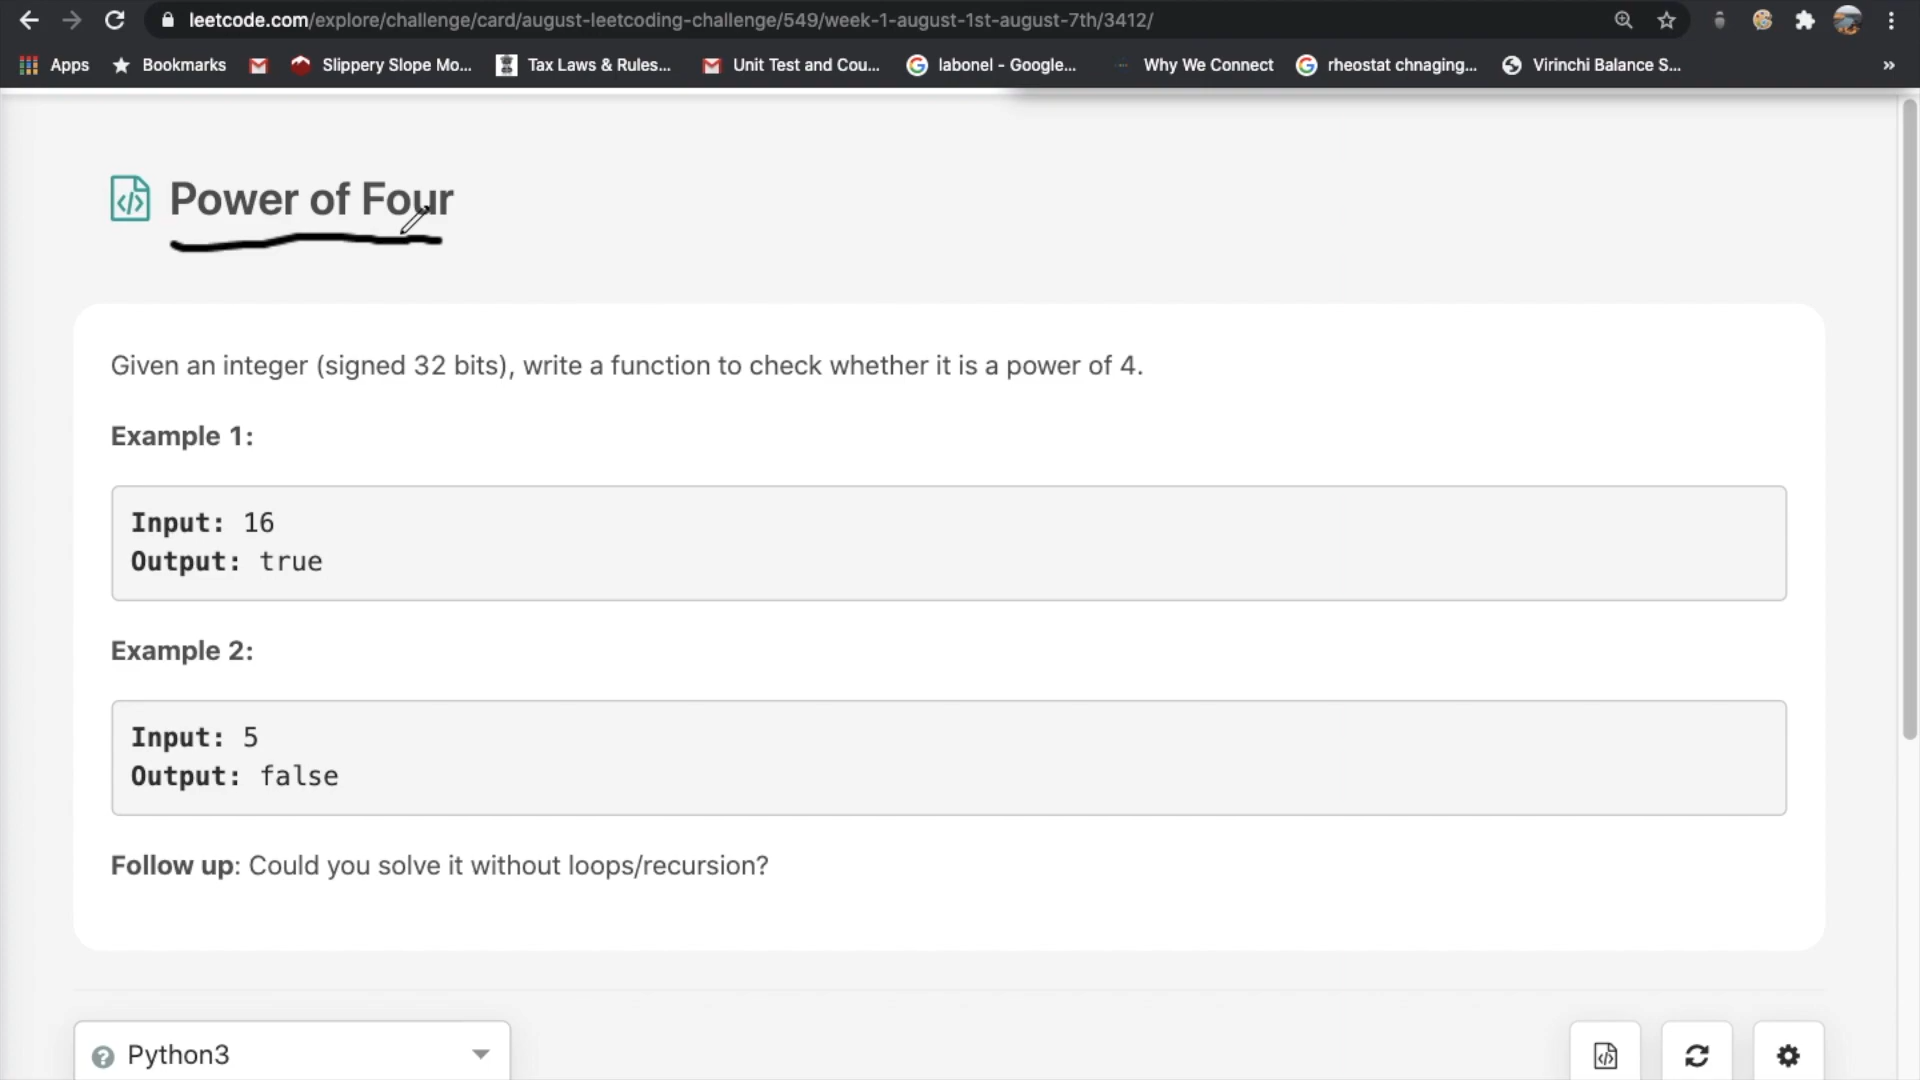 leetcode.com/explore/challenge/card/august-leetcoding-challenge/549/week-1-august-1st-august-7th/3412/
Apps Bookmarks Slippery Slope Mo... Tax Laws & Rules... Unit Test and Cou... labonel - Google... Why We Connect rheostat chnaging... Virinchi Balance S... »
Power of Four
Given an integer (signed 32 bits), write a function to check whether it is a power of 4.
Example 1:
Input: 16
Output: true
Example 2:
Input: 5
Output: false
Follow up: Could you solve it without loops/recursion?
Python3